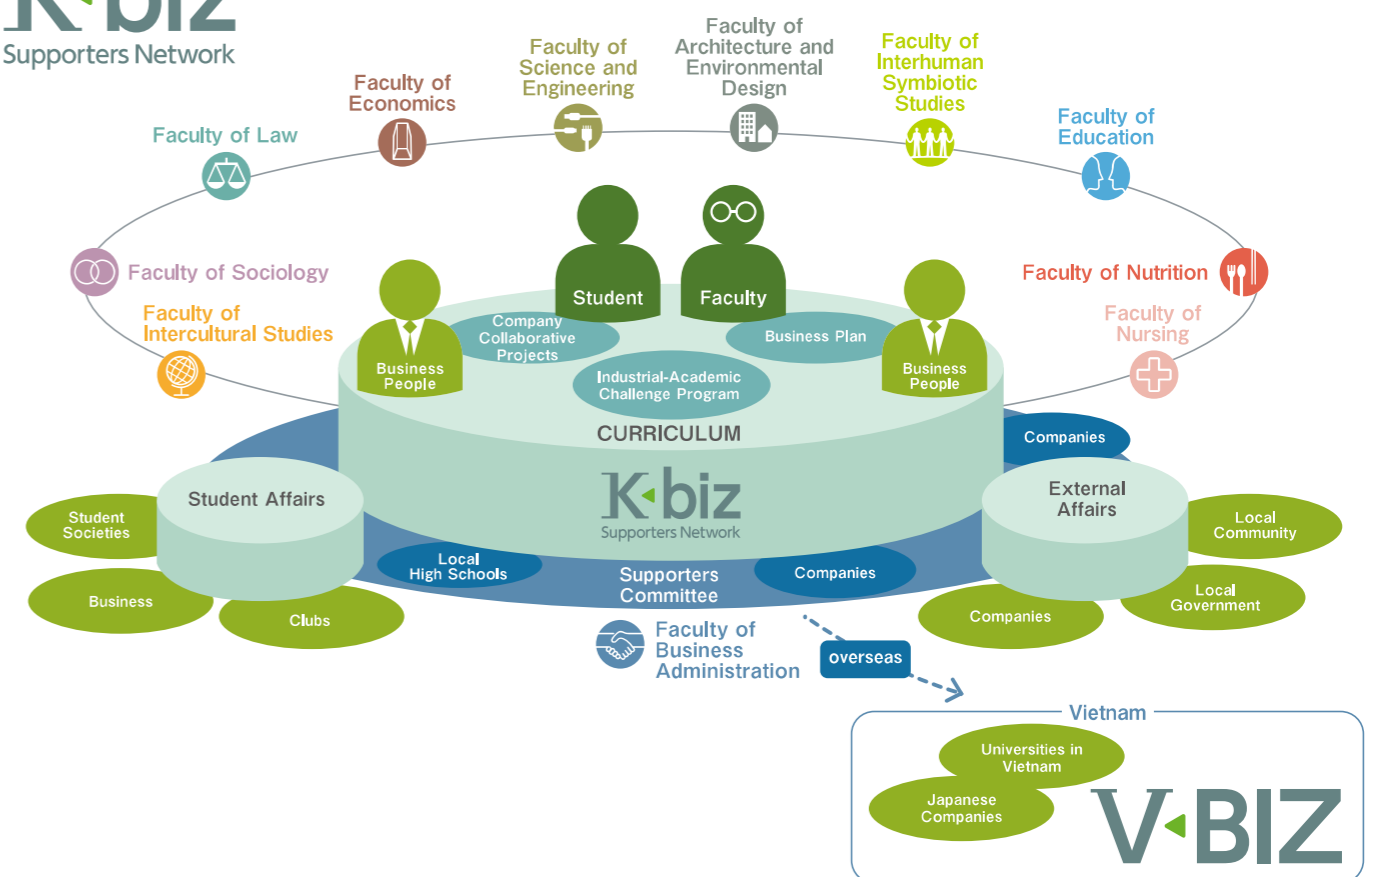 K biz
Supporters Network
Faculty of
Science and
Engineering
Faculty of
Architecture and
Environmental
Design
Faculty of
Interhuman
Symbiotic
Studies
Faculty of
Economics
Faculty of
Education
Faculty of Law
Faculty of Sociology
Faculty of Nutrition
Faculty of
Intercultural Studies
Faculty of
Nursing
Student
Faculty
Business
People
Company
Collaborative
Projects
Business Plan
Business
People
Industrial-Academic
Challenge Program
CURRICULUM
K biz
Supporters Network
Companies
Student Affairs
External
Affairs
Student
Societies
Business
Clubs
Local
High Schools
Supporters
Committee
Companies
Local
Community
Local
Government
Companies
Faculty of
Business
Administration
overseas
Vietnam
Universities in
Vietnam
Japanese
Companies
V BIZ